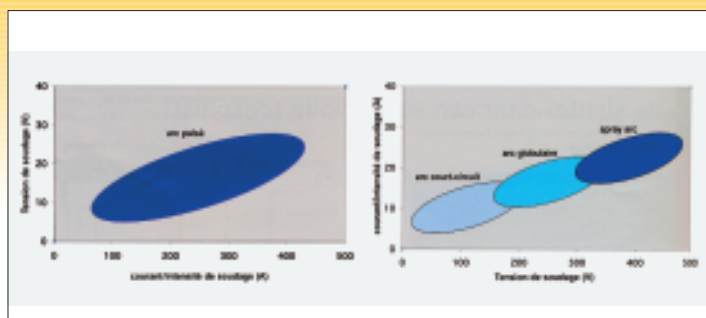 40
30
20
10
0
Tension de soudage (V)
arc pulsé
0 100 200 300 400 500
courant/intensité de soudage (A)
40
30
20
10
0
courant/intensité de soudage (A)
arc court-circuit
arc globulaire
spray arc
0 100 200 300 400 500
Tension de soudage (V)